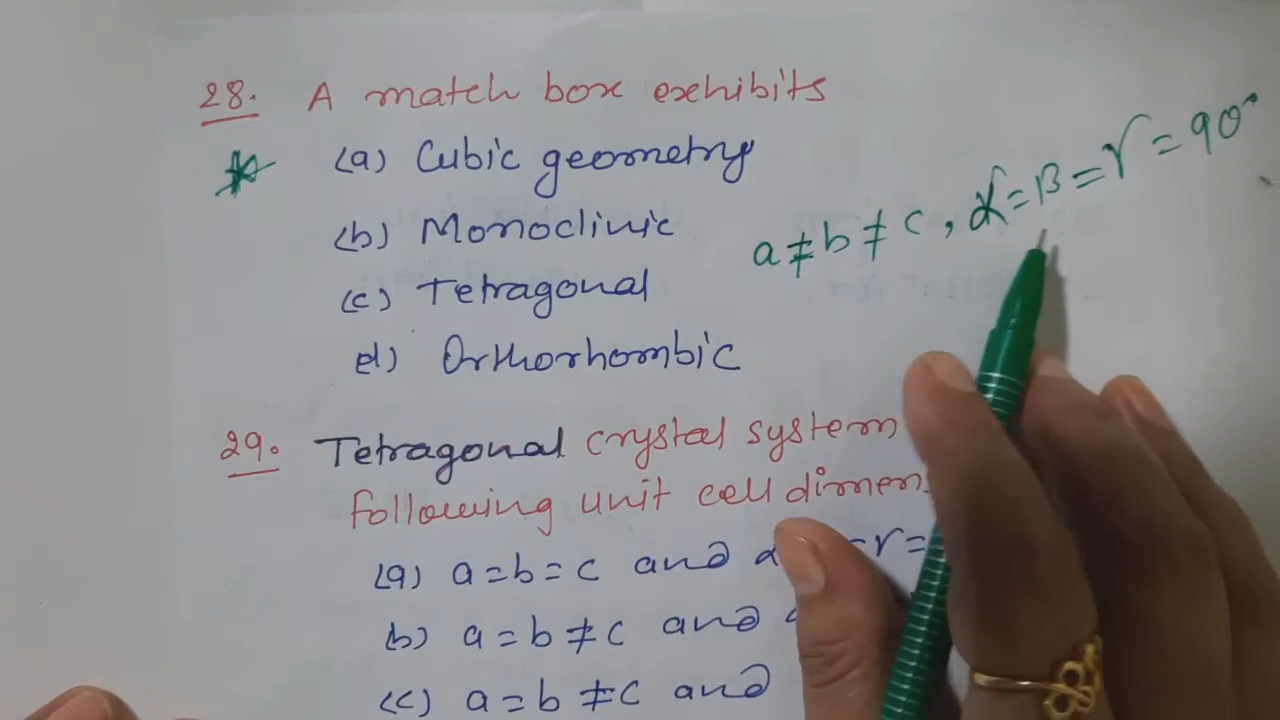 28. A match box exhibits
(a) Cubic geometry
(b) Monoclinic
(c) Tetragonal
d) Orthorhombic
a ≠ b ≠ c, α = β = γ = 90°
29. Tetragonal crystal system
following unit cell
(a) a = b = c and α
(b) a = b ≠ c and
(c) a = b ≠ c and